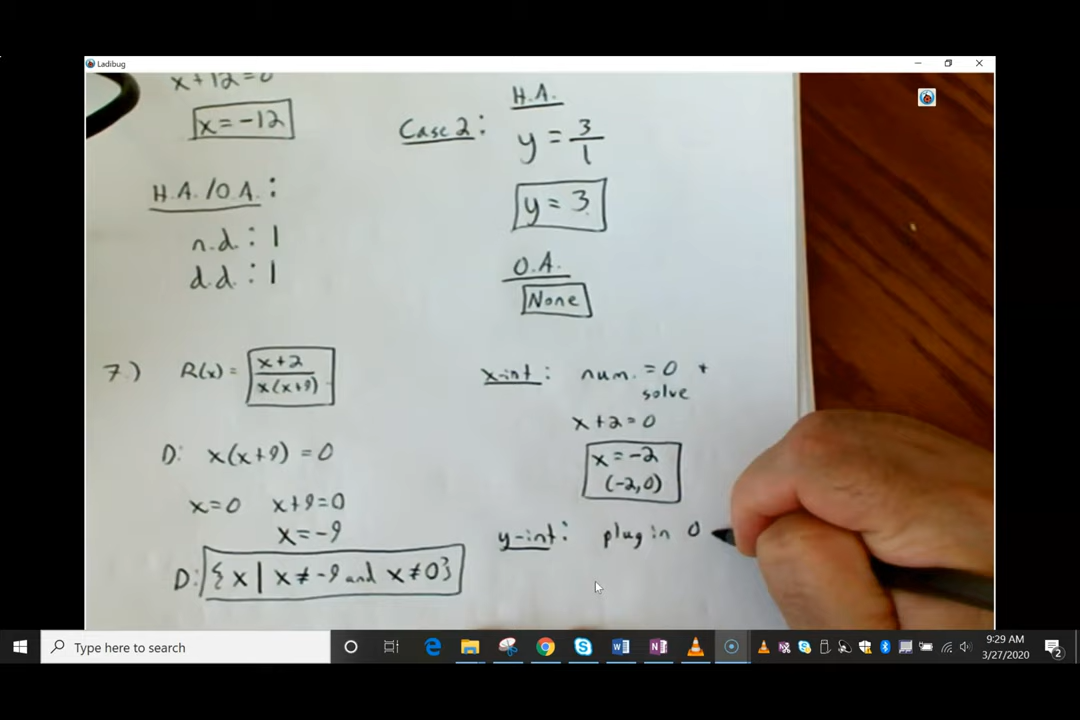 Ladibug
x+12=0
x=-12
H.A./O.A.:
n.d.: 1
d.d.: 1
Case 2:
H.A.
y = 3/1
y = 3
O.A.
None
7.) R(x) = x+2 / x(x+9)
D: x(x+9) = 0
x=0 x+9=0
x=-9
D: {x | x≠-9 and x≠0}
x-int: num. = 0 +
solve
x+2=0
x=-2
(-2,0)
y-int: plug in 0
Type here to search
9:29 AM
3/27/2020
2